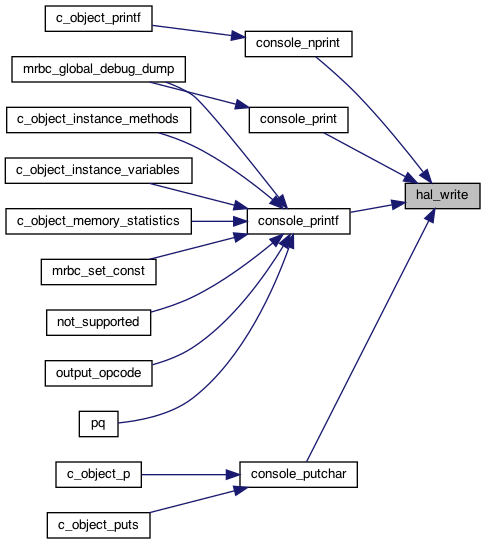 c_object_printf
console_nprint
mrbc_global_debug_dump
console_print
c_object_instance_methods
c_object_instance_variables
hal_write
c_object_memory_statistics
console_printf
mrbc_set_const
not_supported
output_opcode
pq
c_object_p
console_putchar
c_object_puts